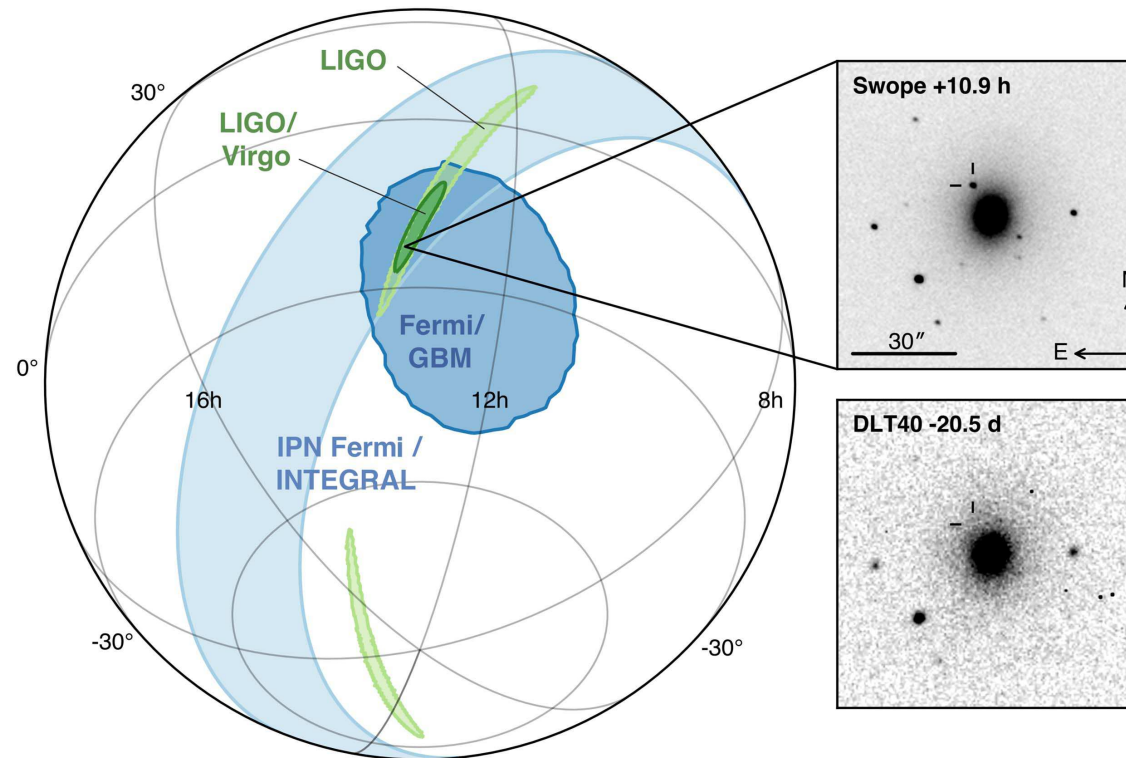 LIGO
30°
LIGO/
Virgo
Fermi/
GBM
0°
16h
12h
8h
IPN Fermi /
INTEGRAL
-30°
-30°
Swope +10.9 h
30″
E
DLT40 -20.5 d